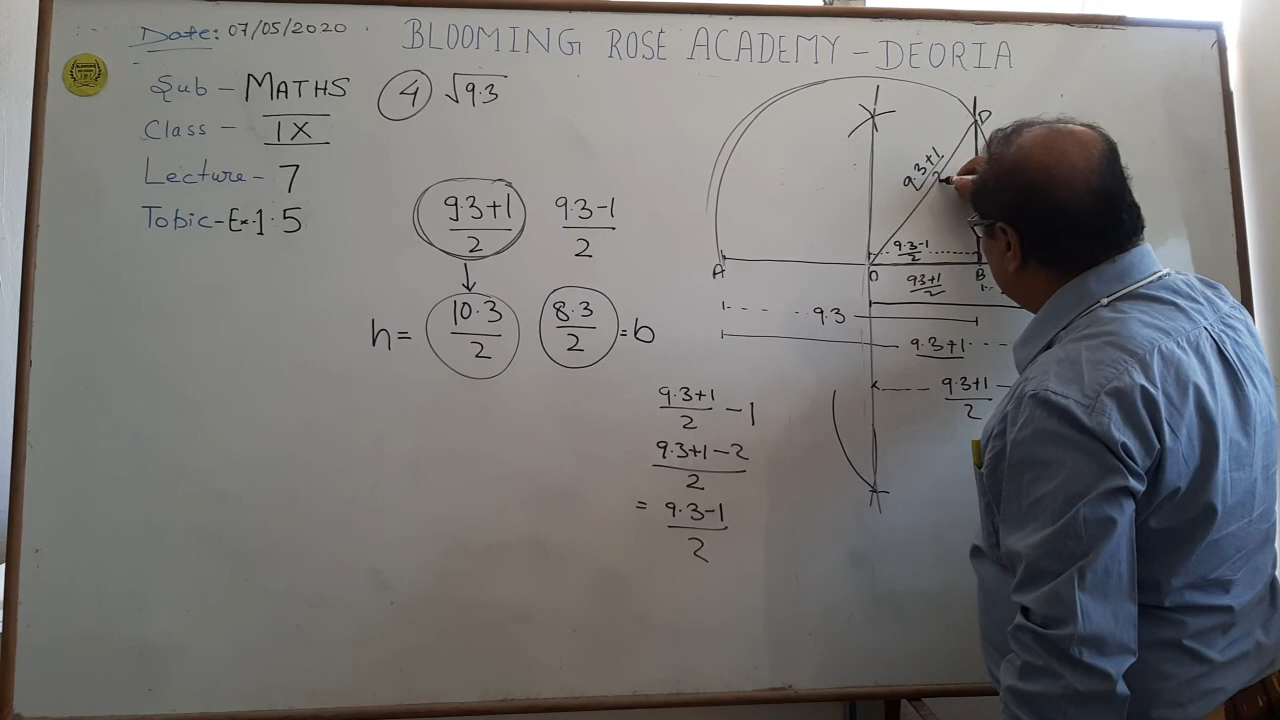 Date: 07/05/2020.
BLOOMING ROSE ACADEMY - DEORIA
Sub - MATHS
④ √9.3
Class - IX
Lecture - 7
Tobic - Ex.1.5
(9.3+1)/2 (9.3-1)/2
h = 10.3/2 8.3/2 = b
(9.3+1)/2 - 1
(9.3+1-2)/2
= (9.3-1)/2
D
9.3+1
(9.3-1)/2
A O B
(9.3+1)/2
9.3
9.3+1
(9.3+1)/2